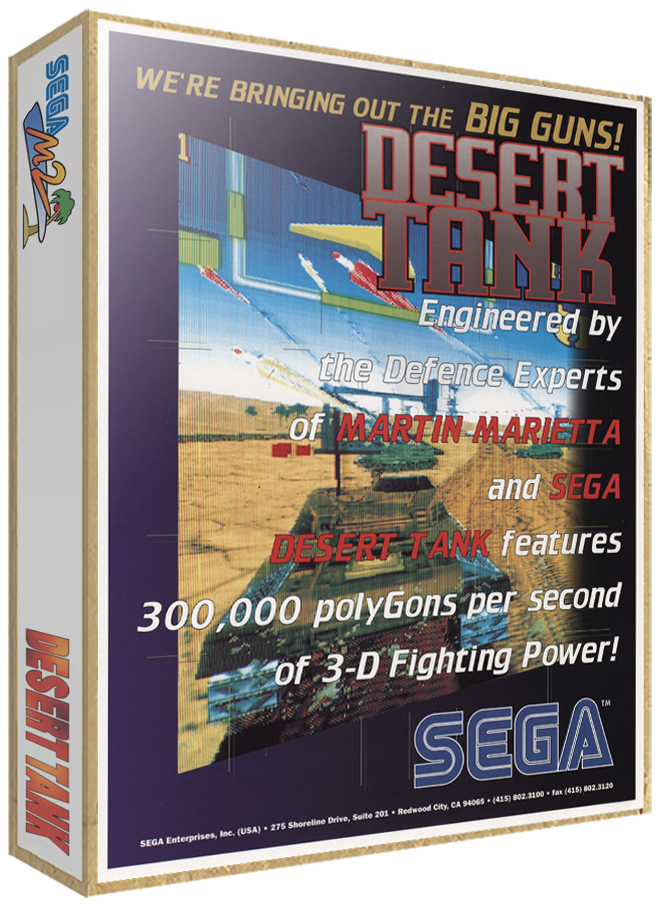 WE'RE BRINGING OUT THE BIG GUNS!
DESERT
TANK
Engineered by
the Defence Experts
of MARTIN MARIETTA
and SEGA
DESERT TANK features
300,000 polyGons per second
of 3-D Fighting Power!
SEGA™
SEGA Enterprises, Inc. (USA) • 275 Shoreline Drive, Suite 201 • Redwood City, CA 94065 • (415) 802.3100 • fax (415) 802.3120
1
SEGA
M2
DESERT TANK